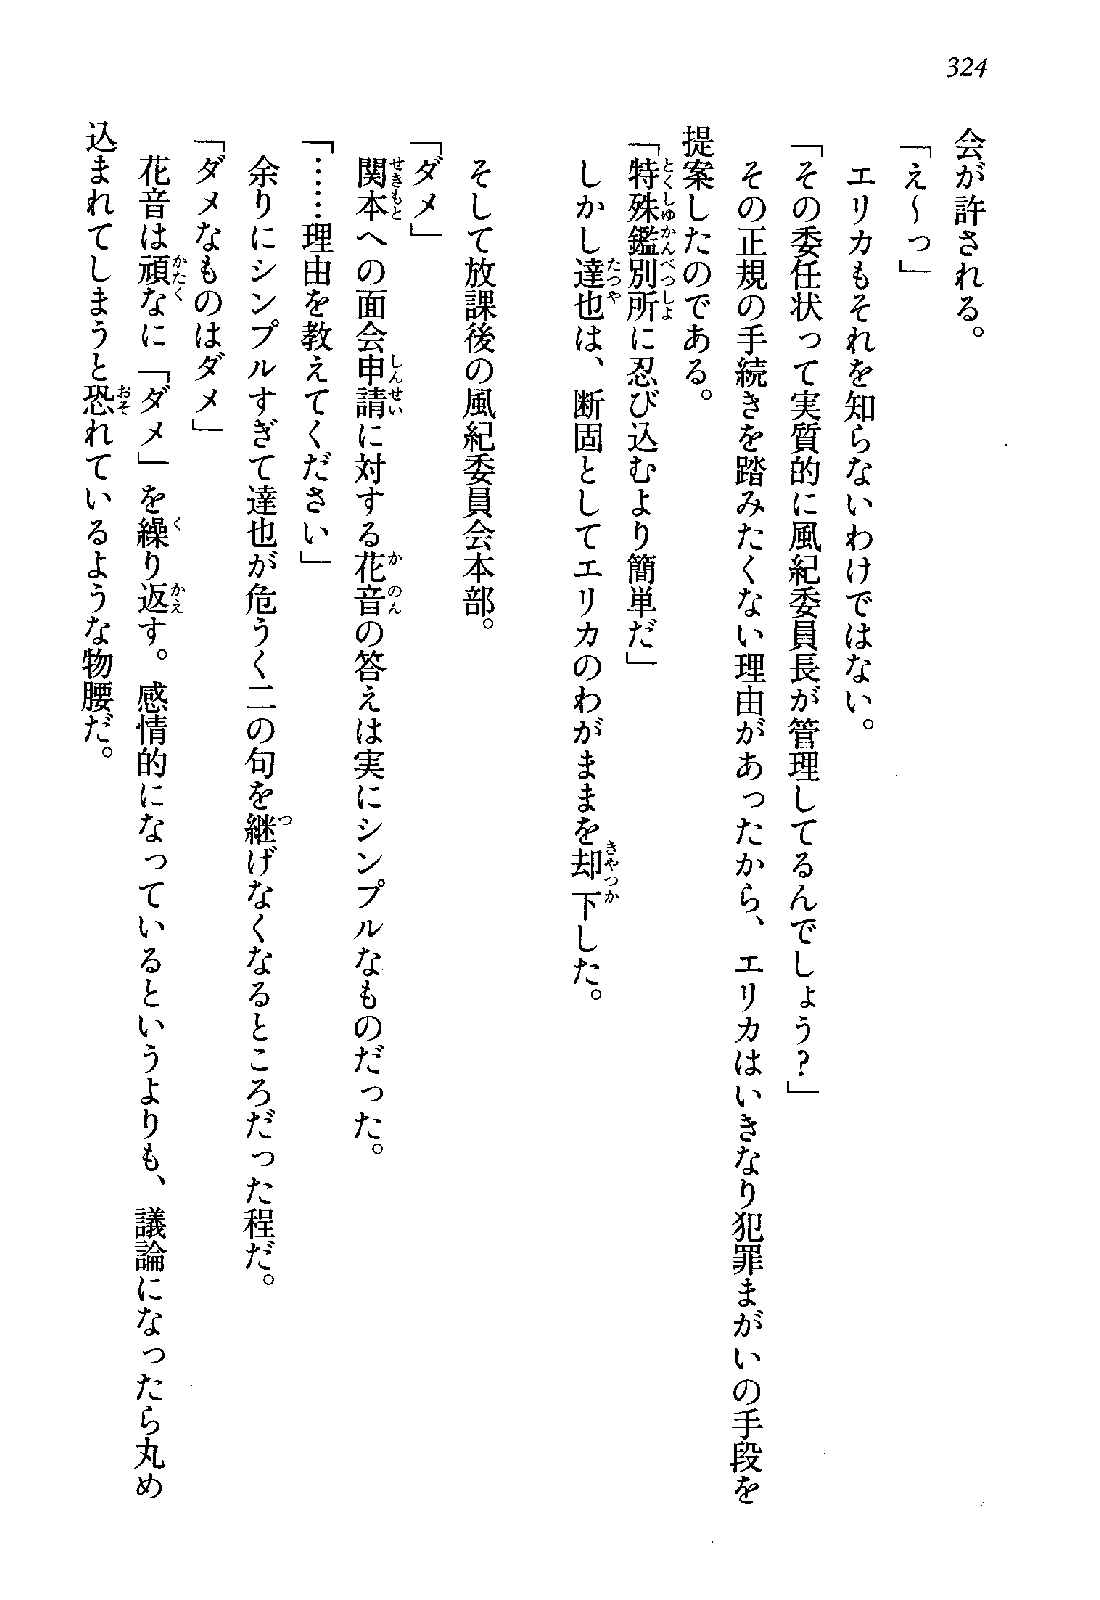 324
会が許される。
「え〜っ」
エリカもそれを知らないわけではない。
「その委任状って実質的に風紀委員長が管理してるんでしょう?」
その正規の手続きを踏みたくない理由があったから、エリカはいきなり犯罪まがいの手段を
提案したのである。
「特殊鑑別所に忍び込むより簡単だ」
しかし達也は、断固としてエリカのわがままを却下した。
そして放課後の風紀委員会本部。
「ダメ」
関本への面会申請に対する花音の答えは実にシンプルなものだった。
「……理由を教えてください」
余りにシンプルすぎて達也が危うく二の句を継げなくなるところだった程だ。
「ダメなものはダメ」
花音は頑なに「ダメ」を繰り返す。感情的になっているというよりも、議論になったら丸め
込まれてしまうと恐れているような物腰だ。